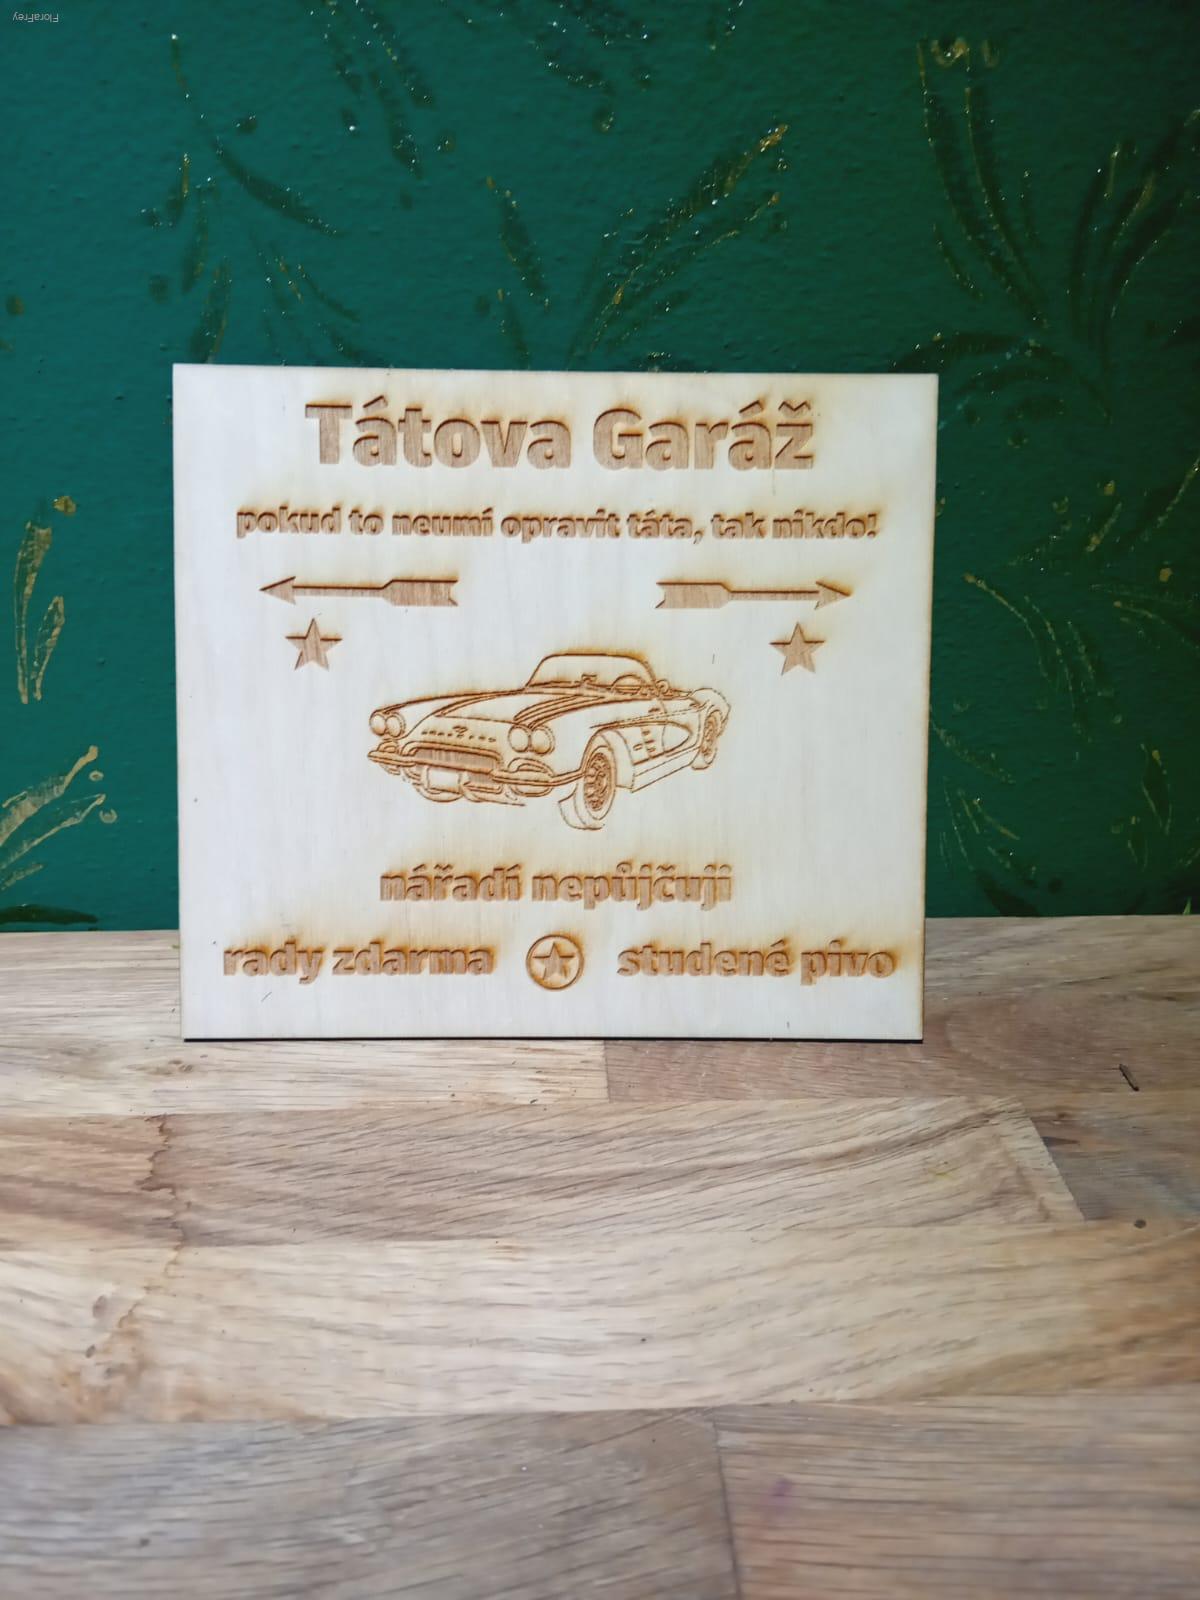 FloraFrey
Tátova Garáž
pokud to neumí opravit táta, tak nikdo!
nářadí nepůjčuji
rady zdarma studené pivo